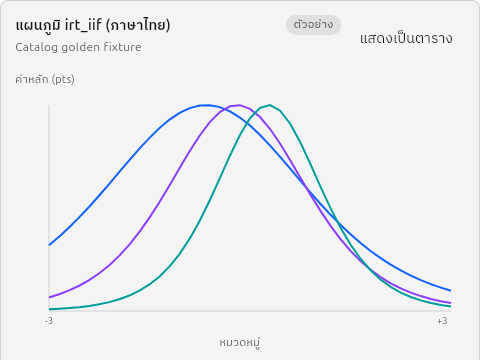 แผนภูมิ irt_iif (ภาษาไทย)
ตัวอย่าง
แสดงเป็นตาราง
Catalog golden fixture
ค่าหลัก (pts)
-3
+3
หมวดหมู่